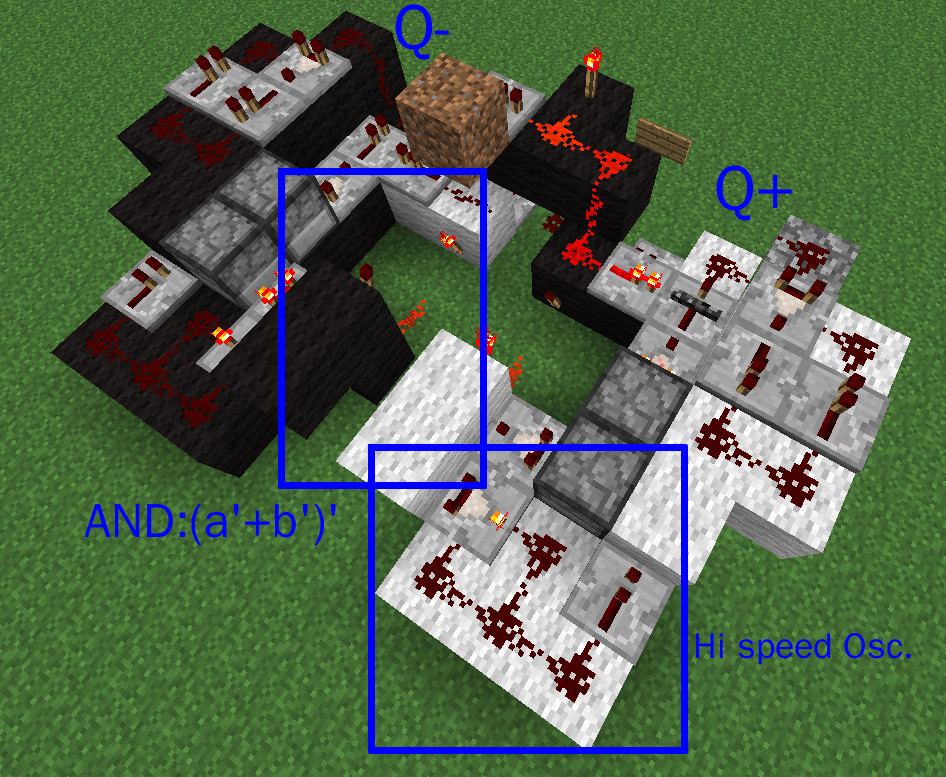 Q-
Q+
AND:(a'+b')'
Hi speed Osc.